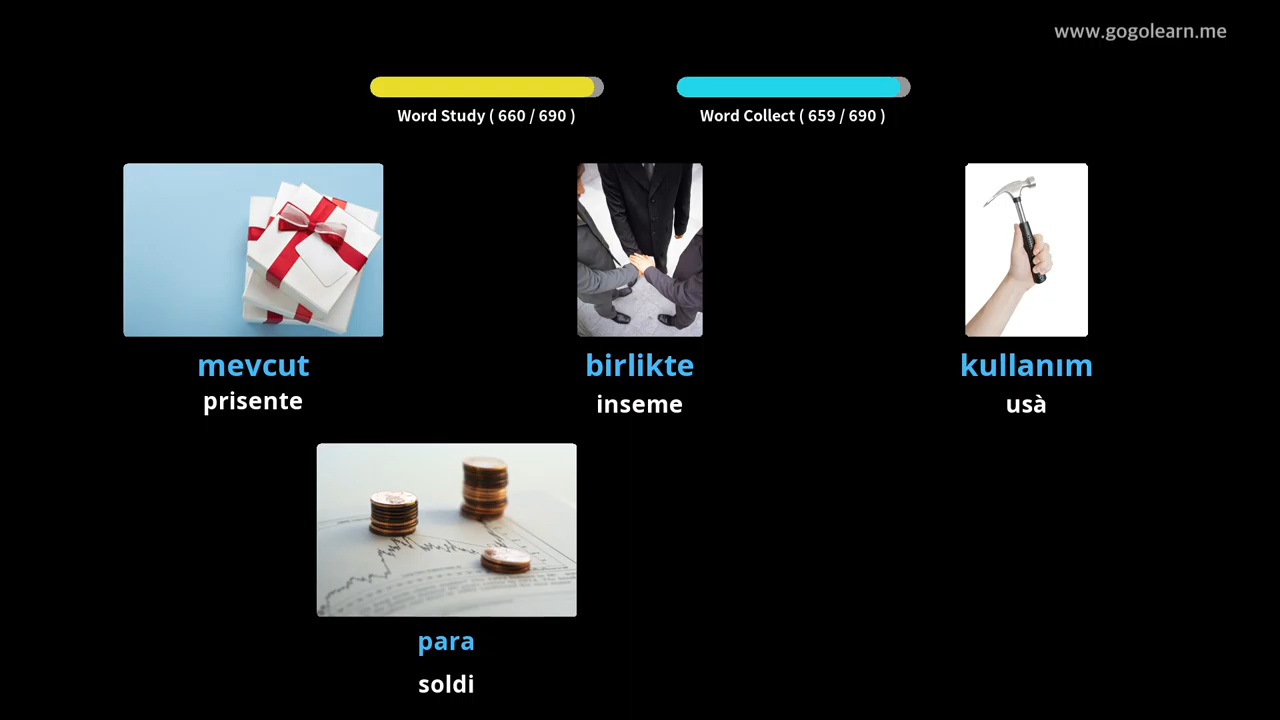 www.gogolearn.me
Word Study ( 660 / 690 )
Word Collect ( 659 / 690 )
mevcut
prisente
birlikte
inseme
kullanım
usà
para
soldi